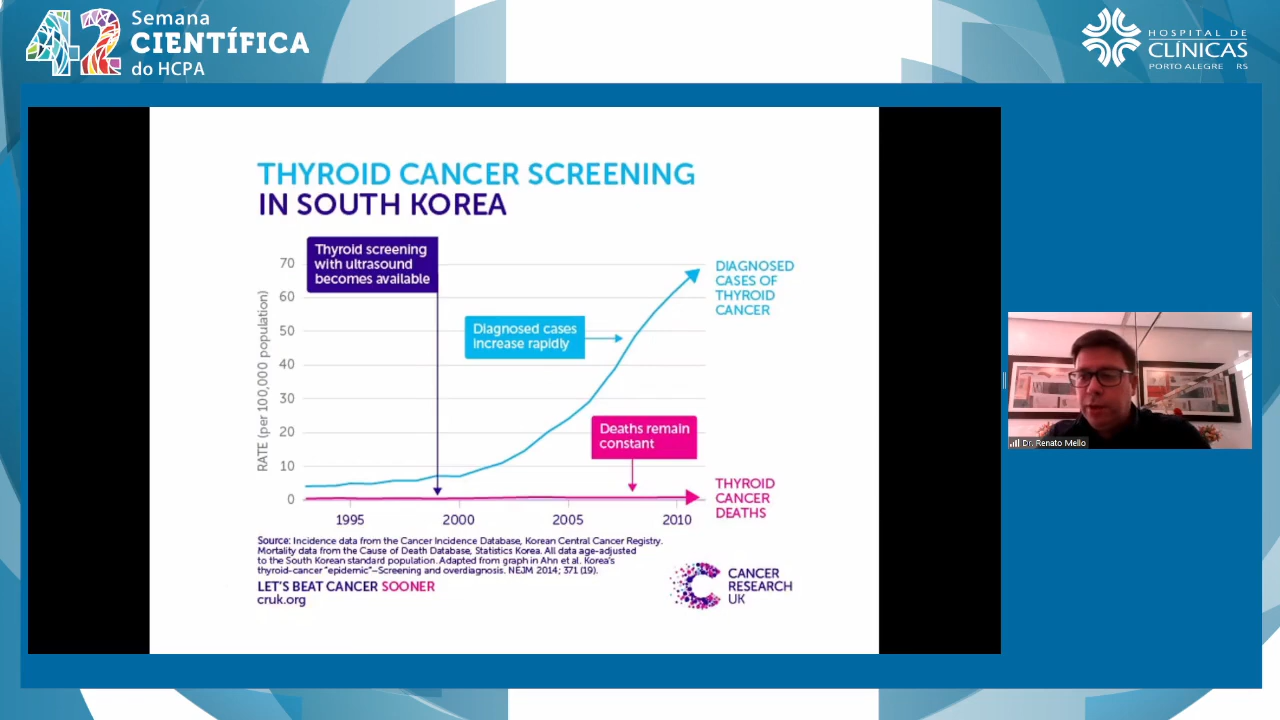 42 Semana
CIENTÍFICA
do HCPA
HOSPITAL DE
CLÍNICAS
PORTO ALEGRE RS
THYROID CANCER SCREENING
IN SOUTH KOREA
Thyroid screening
with ultrasound
becomes available
Diagnosed cases
increase rapidly
Deaths remain
constant
DIAGNOSED
CASES OF
THYROID
CANCER
THYROID
CANCER
DEATHS
RATE (per 100,000 population)
70
60
50
40
30
20
10
0
1995 2000 2005 2010
Source: Incidence data from the Cancer Incidence Database, Korean Central Cancer Registry.
Mortality data from the Cause of Death Database, Statistics Korea. All data age-adjusted
to the South Korean standard population. Adapted from graph in Ahn et al. Korea's
thyroid-cancer "epidemic"–Screening and overdiagnosis. NEJM 2014; 371 (19).
LET'S BEAT CANCER SOONER
cruk.org
CANCER
RESEARCH
UK
Dr. Renato Mello